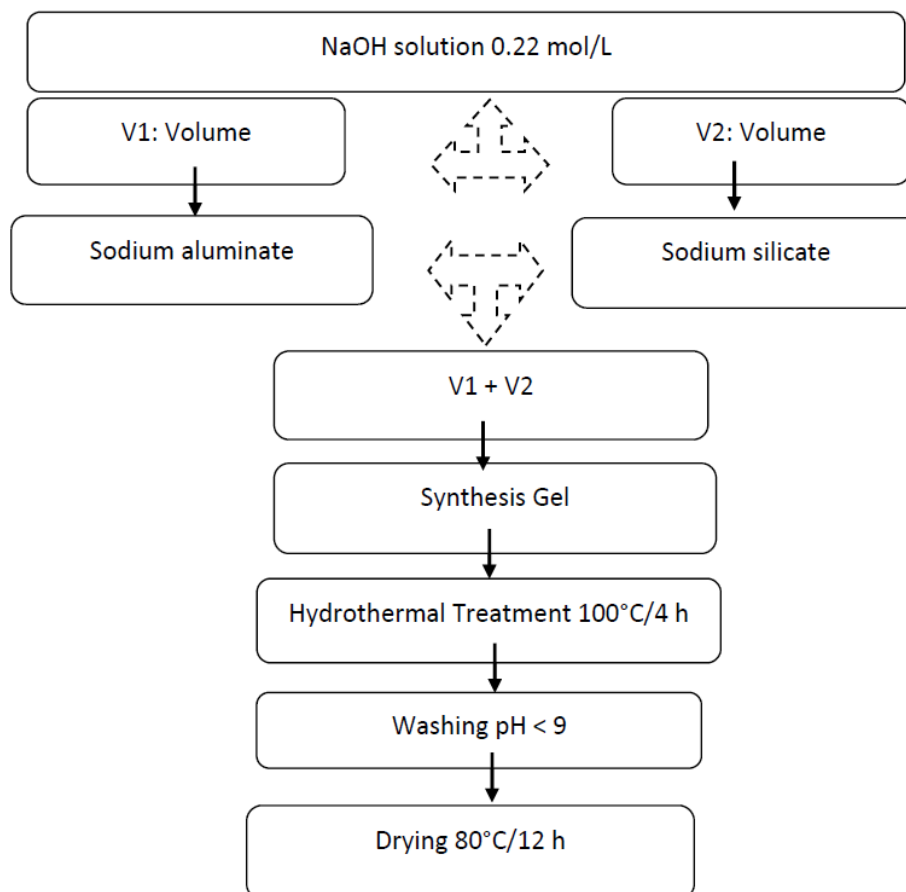 NaOH solution 0.22 mol/L
V1: Volume
V2: Volume
Sodium aluminate
Sodium silicate
V1 + V2
Synthesis Gel
Hydrothermal Treatment 100°C/4 h
Washing pH < 9
Drying 80°C/12 h